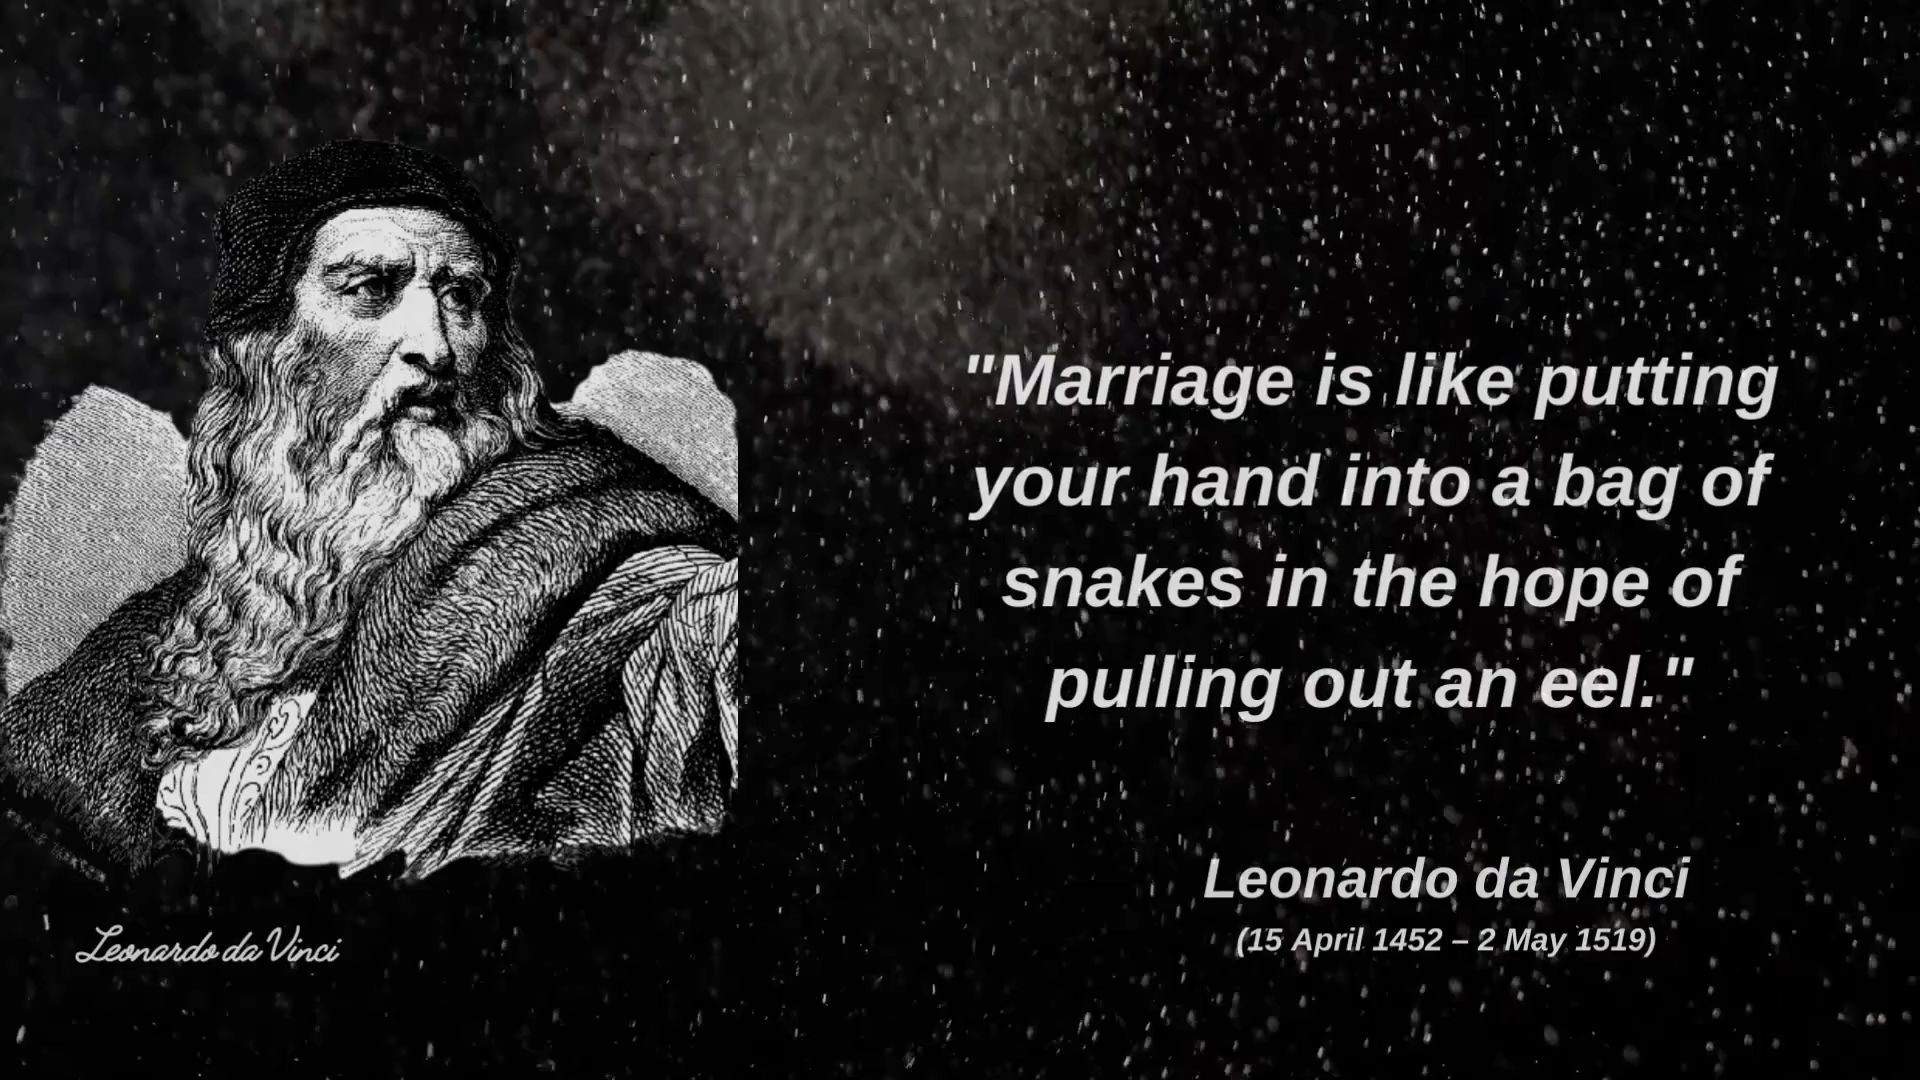 "Marriage is like putting
your hand into a bag of
snakes in the hope of
pulling out an eel."
Leonardo da Vinci
(15 April 1452 – 2 May 1519)
Leonardo da Vinci